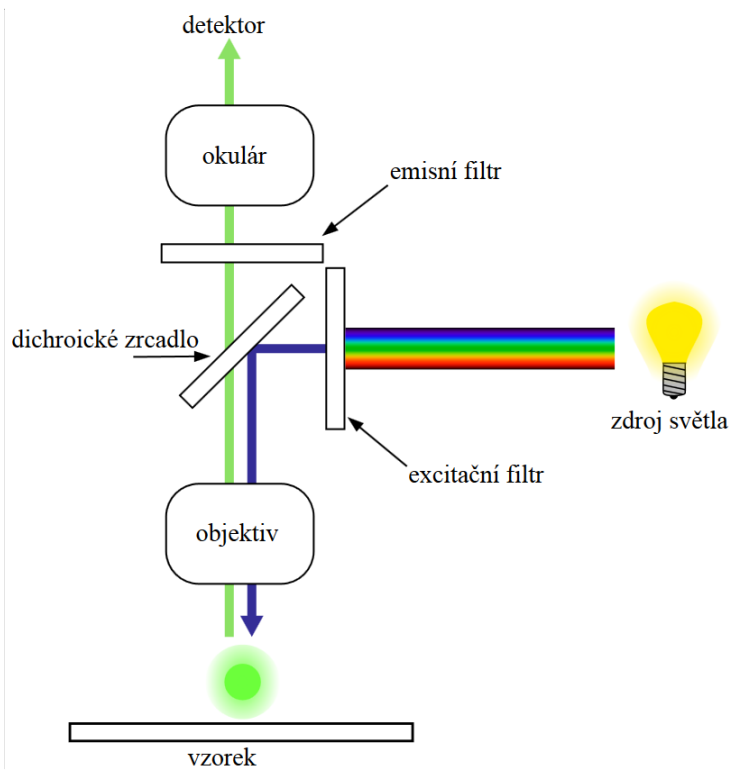 detektor
okulár
emisní filtr
dichroické zrcadlo
zdroj světla
excitační filtr
objektiv
vzorek